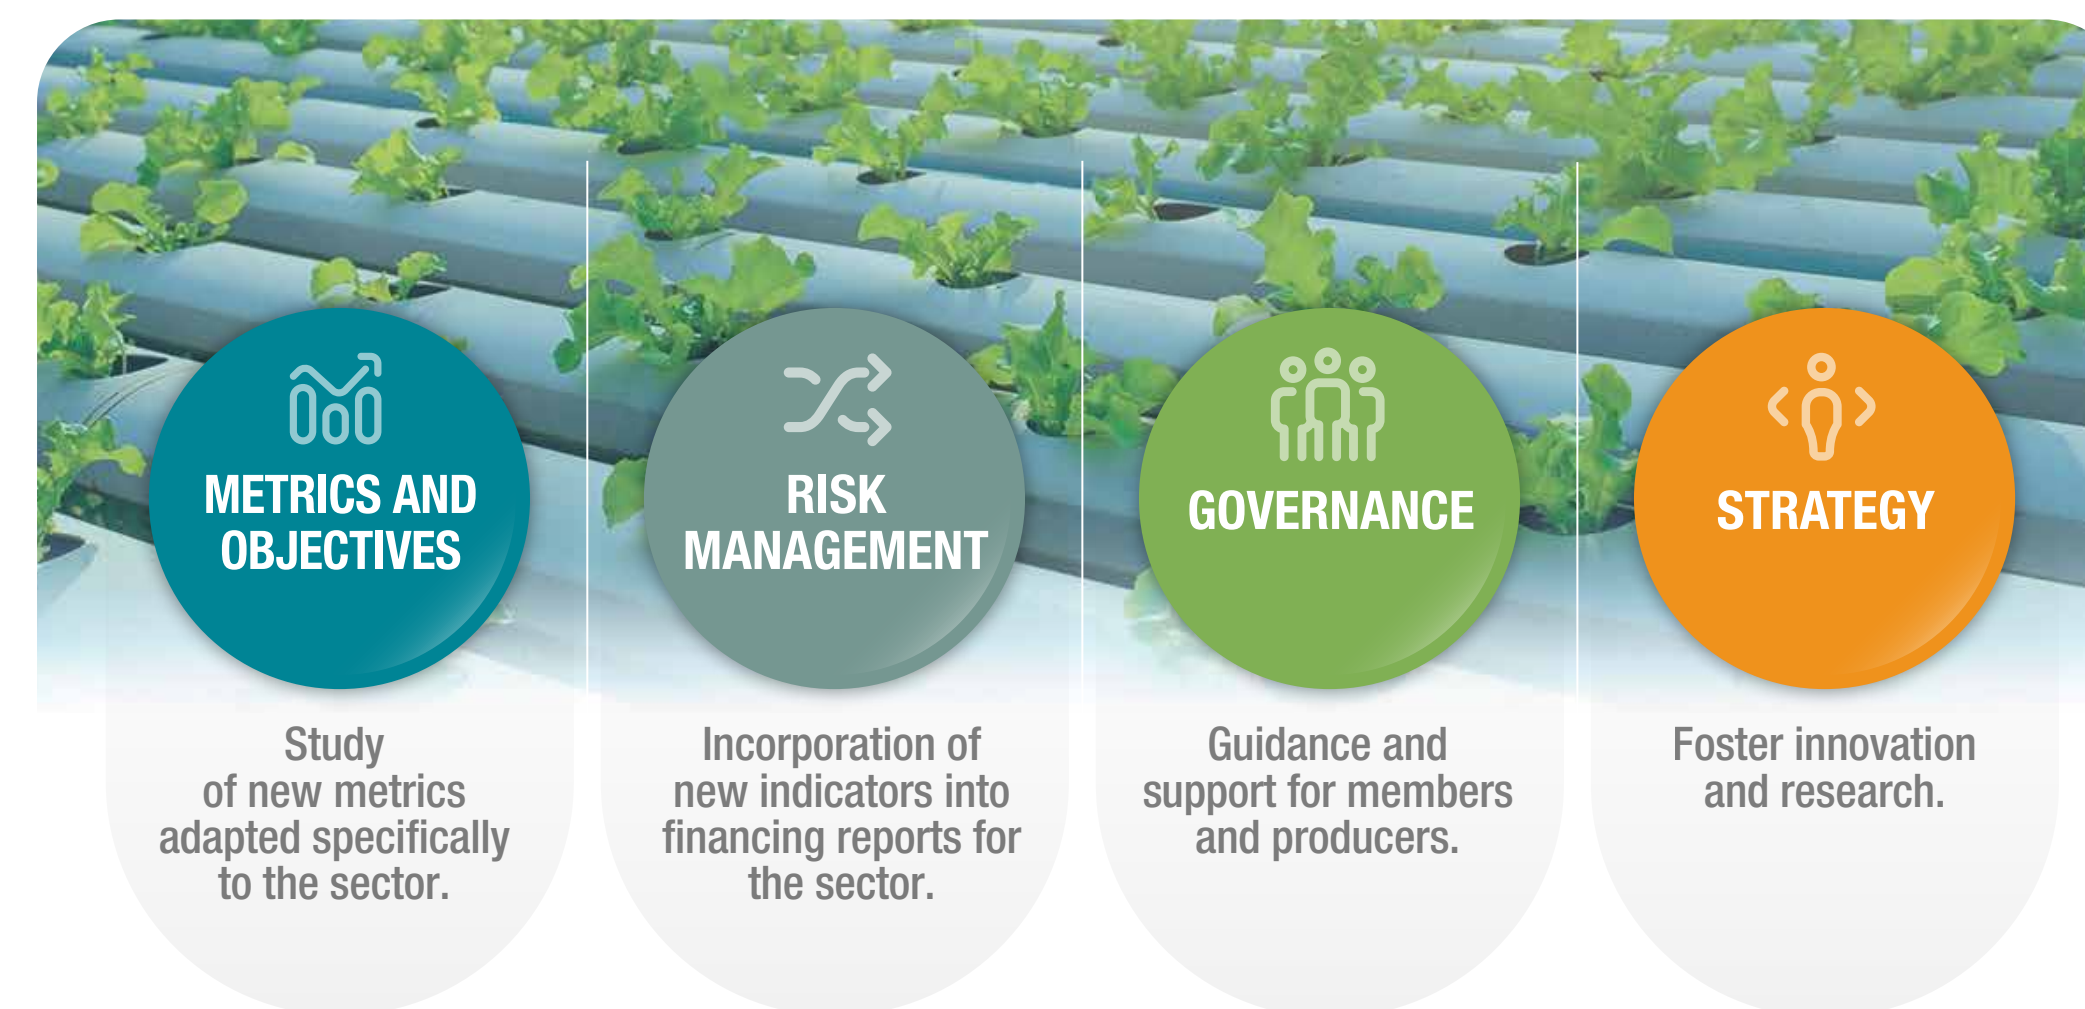 METRICS AND
OBJECTIVES
Study
of new metrics
adapted specifically
to the sector.
RISK
MANAGEMENT
Incorporation of
new indicators into
financing reports for
the sector.
GOVERNANCE
Guidance and
support for members
and producers.
STRATEGY
Foster innovation
and research.